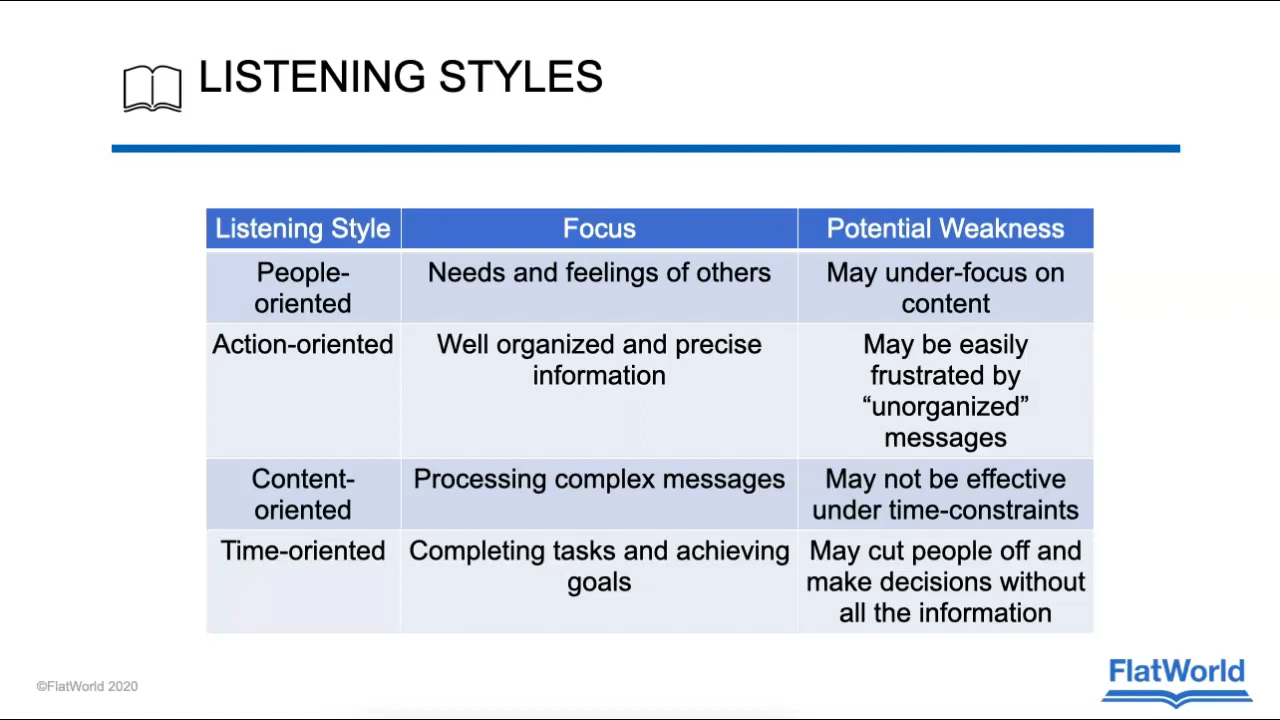 LISTENING STYLES
Listening Style Focus Potential Weakness
People-
oriented
Needs and feelings of others
May under-focus on
content
Action-oriented
Well organized and precise
information
May be easily
frustrated by
“unorganized”
messages
Content-
oriented
Processing complex messages
May not be effective
under time-constraints
Time-oriented
Completing tasks and achieving
goals
May cut people off and
make decisions without
all the information
©FlatWorld 2020
FlatWorld